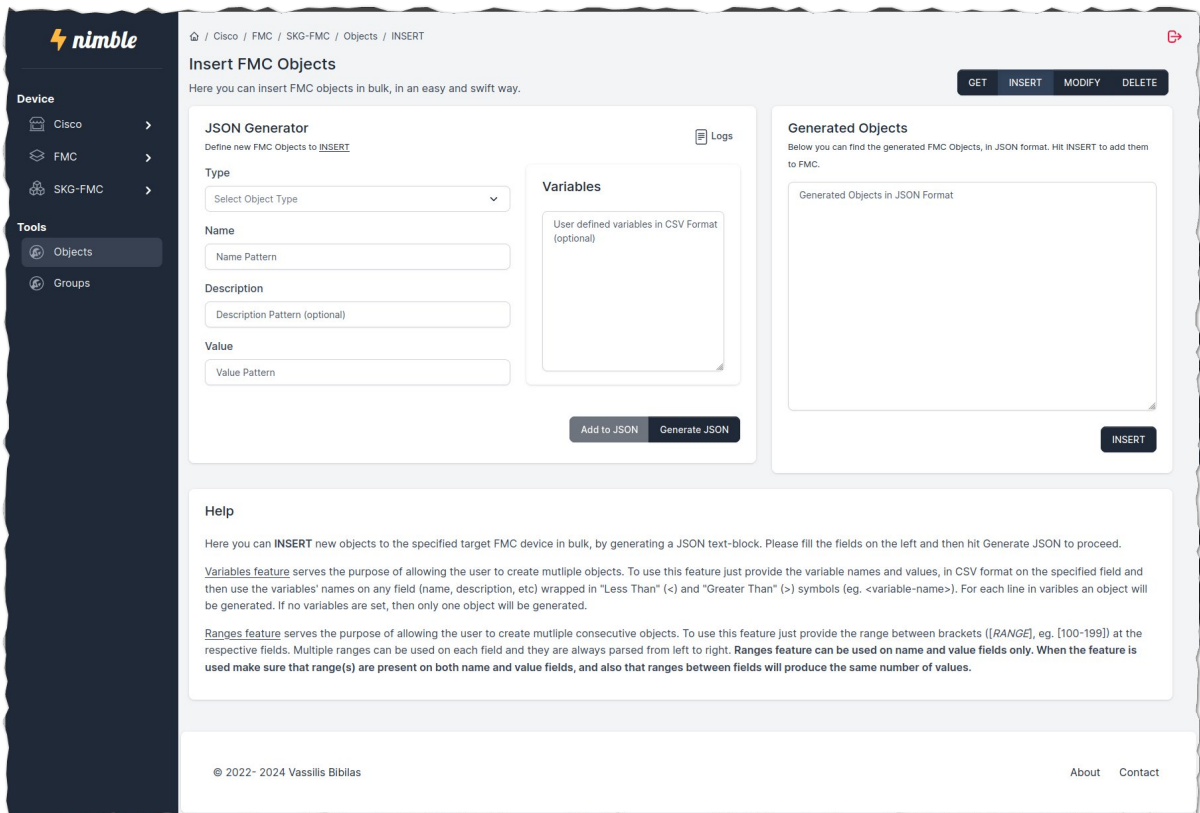 nimble
Device
Cisco
FMC
SKG-FMC
Tools
Objects
Groups
/ Cisco / FMC / SKG-FMC / Objects / INSERT
Insert FMC Objects
Here you can insert FMC objects in bulk, in an easy and swift way.
GET INSERT MODIFY DELETE
JSON Generator
Define new FMC Objects to INSERT
Logs
Type
Select Object Type
Name
Name Pattern
Description
Description Pattern (optional)
Value
Value Pattern
Variables
User defined variables in CSV Format
(optional)
Add to JSON Generate JSON
Generated Objects
Below you can find the generated FMC Objects, in JSON format. Hit INSERT to add them
to FMC.
Generated Objects in JSON Format
INSERT
Help
Here you can INSERT new objects to the specified target FMC device in bulk, by generating a JSON text-block. Please fill the fields on the left and then hit Generate JSON to proceed.
Variables feature serves the purpose of allowing the user to create mutliple objects. To use this feature just provide the variable names and values, in CSV format on the specified field and
then use the variables' names on any field (name, description, etc) wrapped in "Less Than" (<) and "Greater Than" (>) symbols (eg. <variable-name>). For each line in varibles an object will
be generated. If no variables are set, then only one object will be generated.
Ranges feature serves the purpose of allowing the user to create mutliple consecutive objects. To use this feature just provide the range between brackets ([RANGE], eg. [100-199]) at the
respective fields. Multiple ranges can be used on each field and they are always parsed from left to right. Ranges feature can be used on name and value fields only. When the feature is
used make sure that range(s) are present on both name and value fields, and also that ranges between fields will produce the same number of values.
© 2022- 2024 Vassilis Bibilas
About Contact